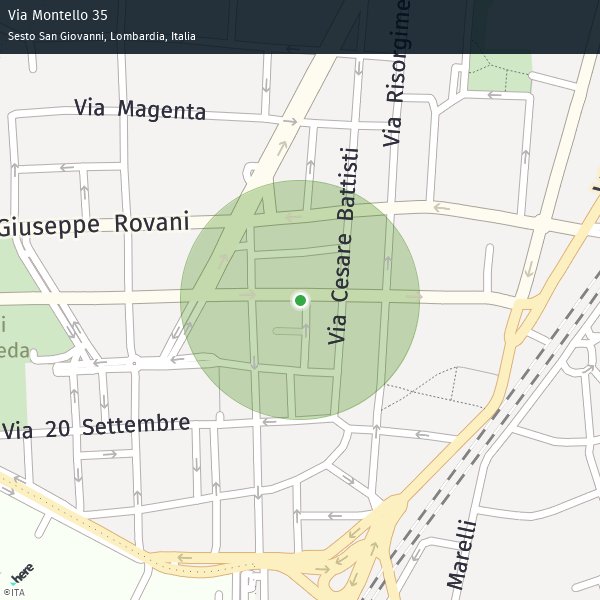 Via Montello 35
Sesto San Giovanni, Lombardia, Italia
Via Risorgime
Via Magenta
Via Cesare Battisti
Giuseppe Rovani
i
eda
Via 20 Settembre
Marelli
here
©ITA